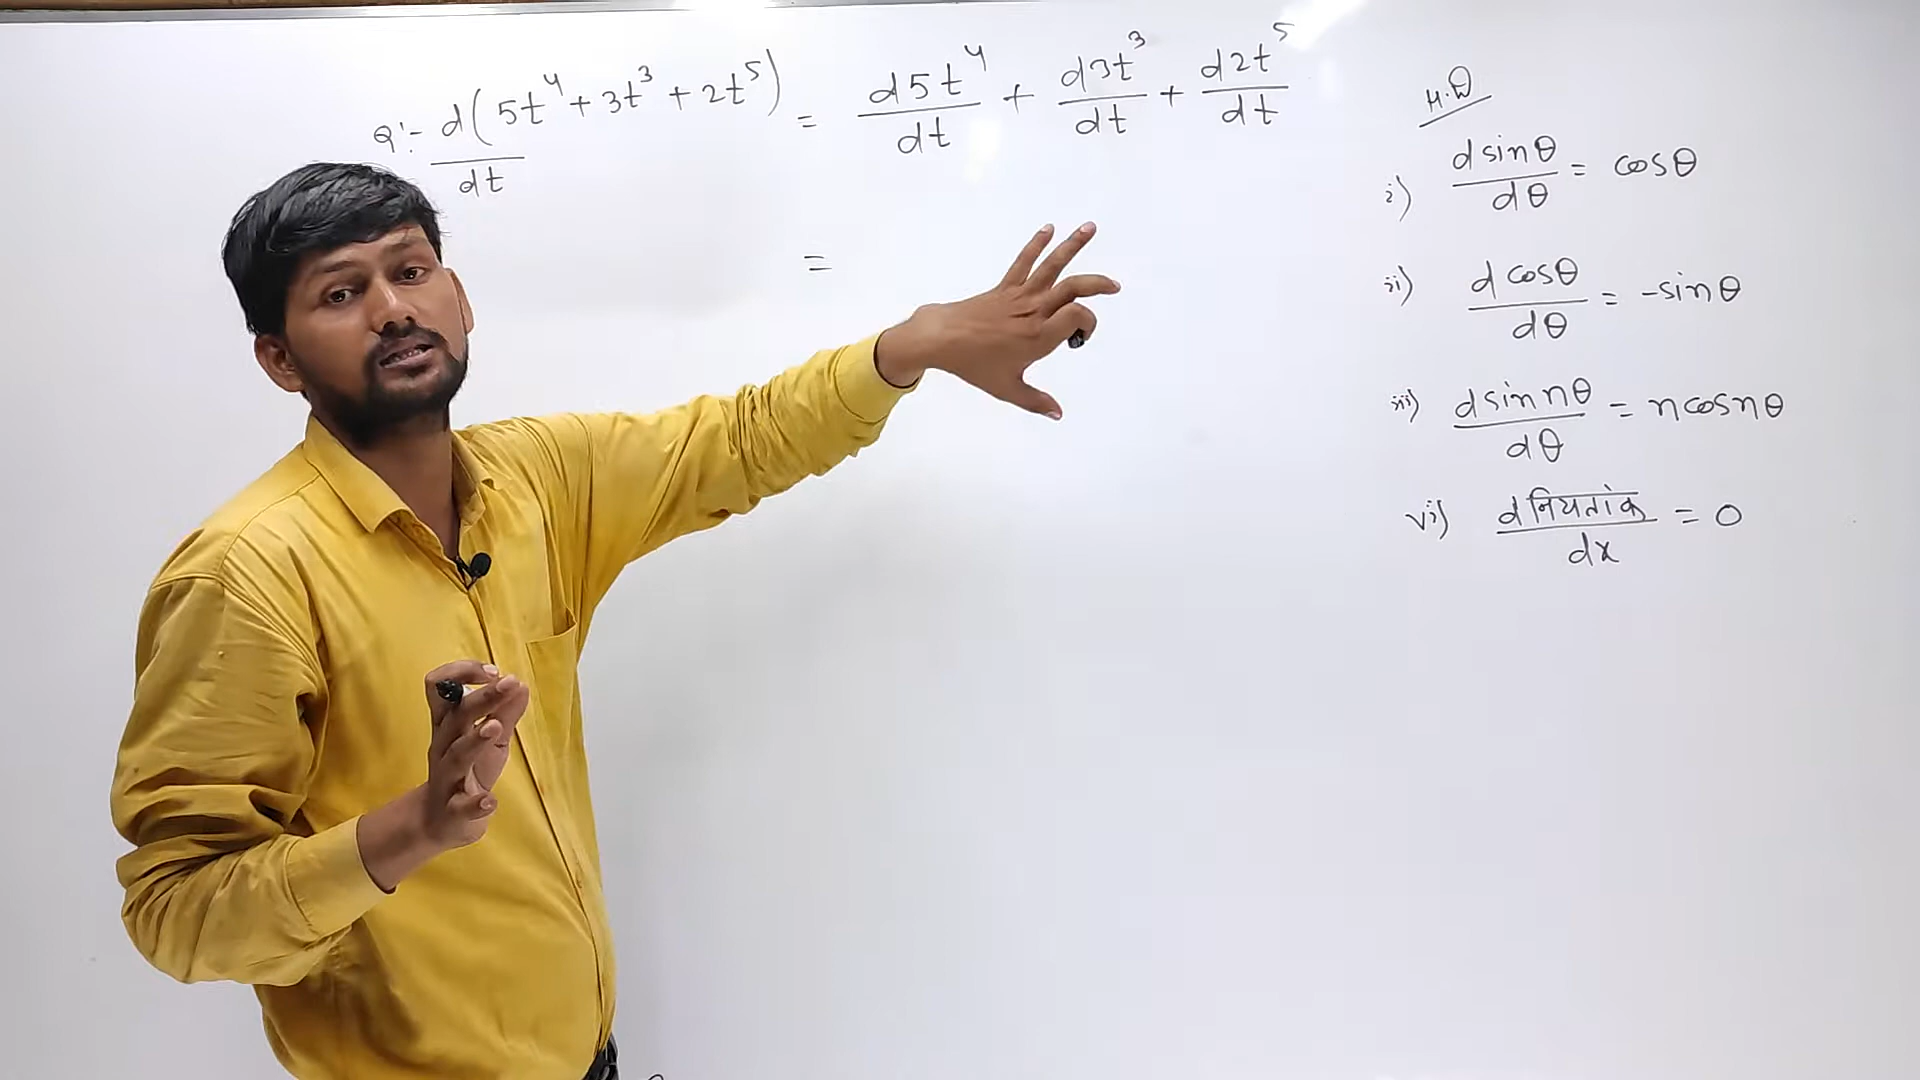 Q:- d(5t⁴+3t³+2t⁵)/dt = d5t⁴/dt + d3t³/dt + d2t⁵/dt
=
i) dsinθ/dθ = cosθ
ii) dcosθ/dθ = -sinθ
iii) dsinnθ/dθ = ncosnθ
vi) dनियतांक/dx = 0